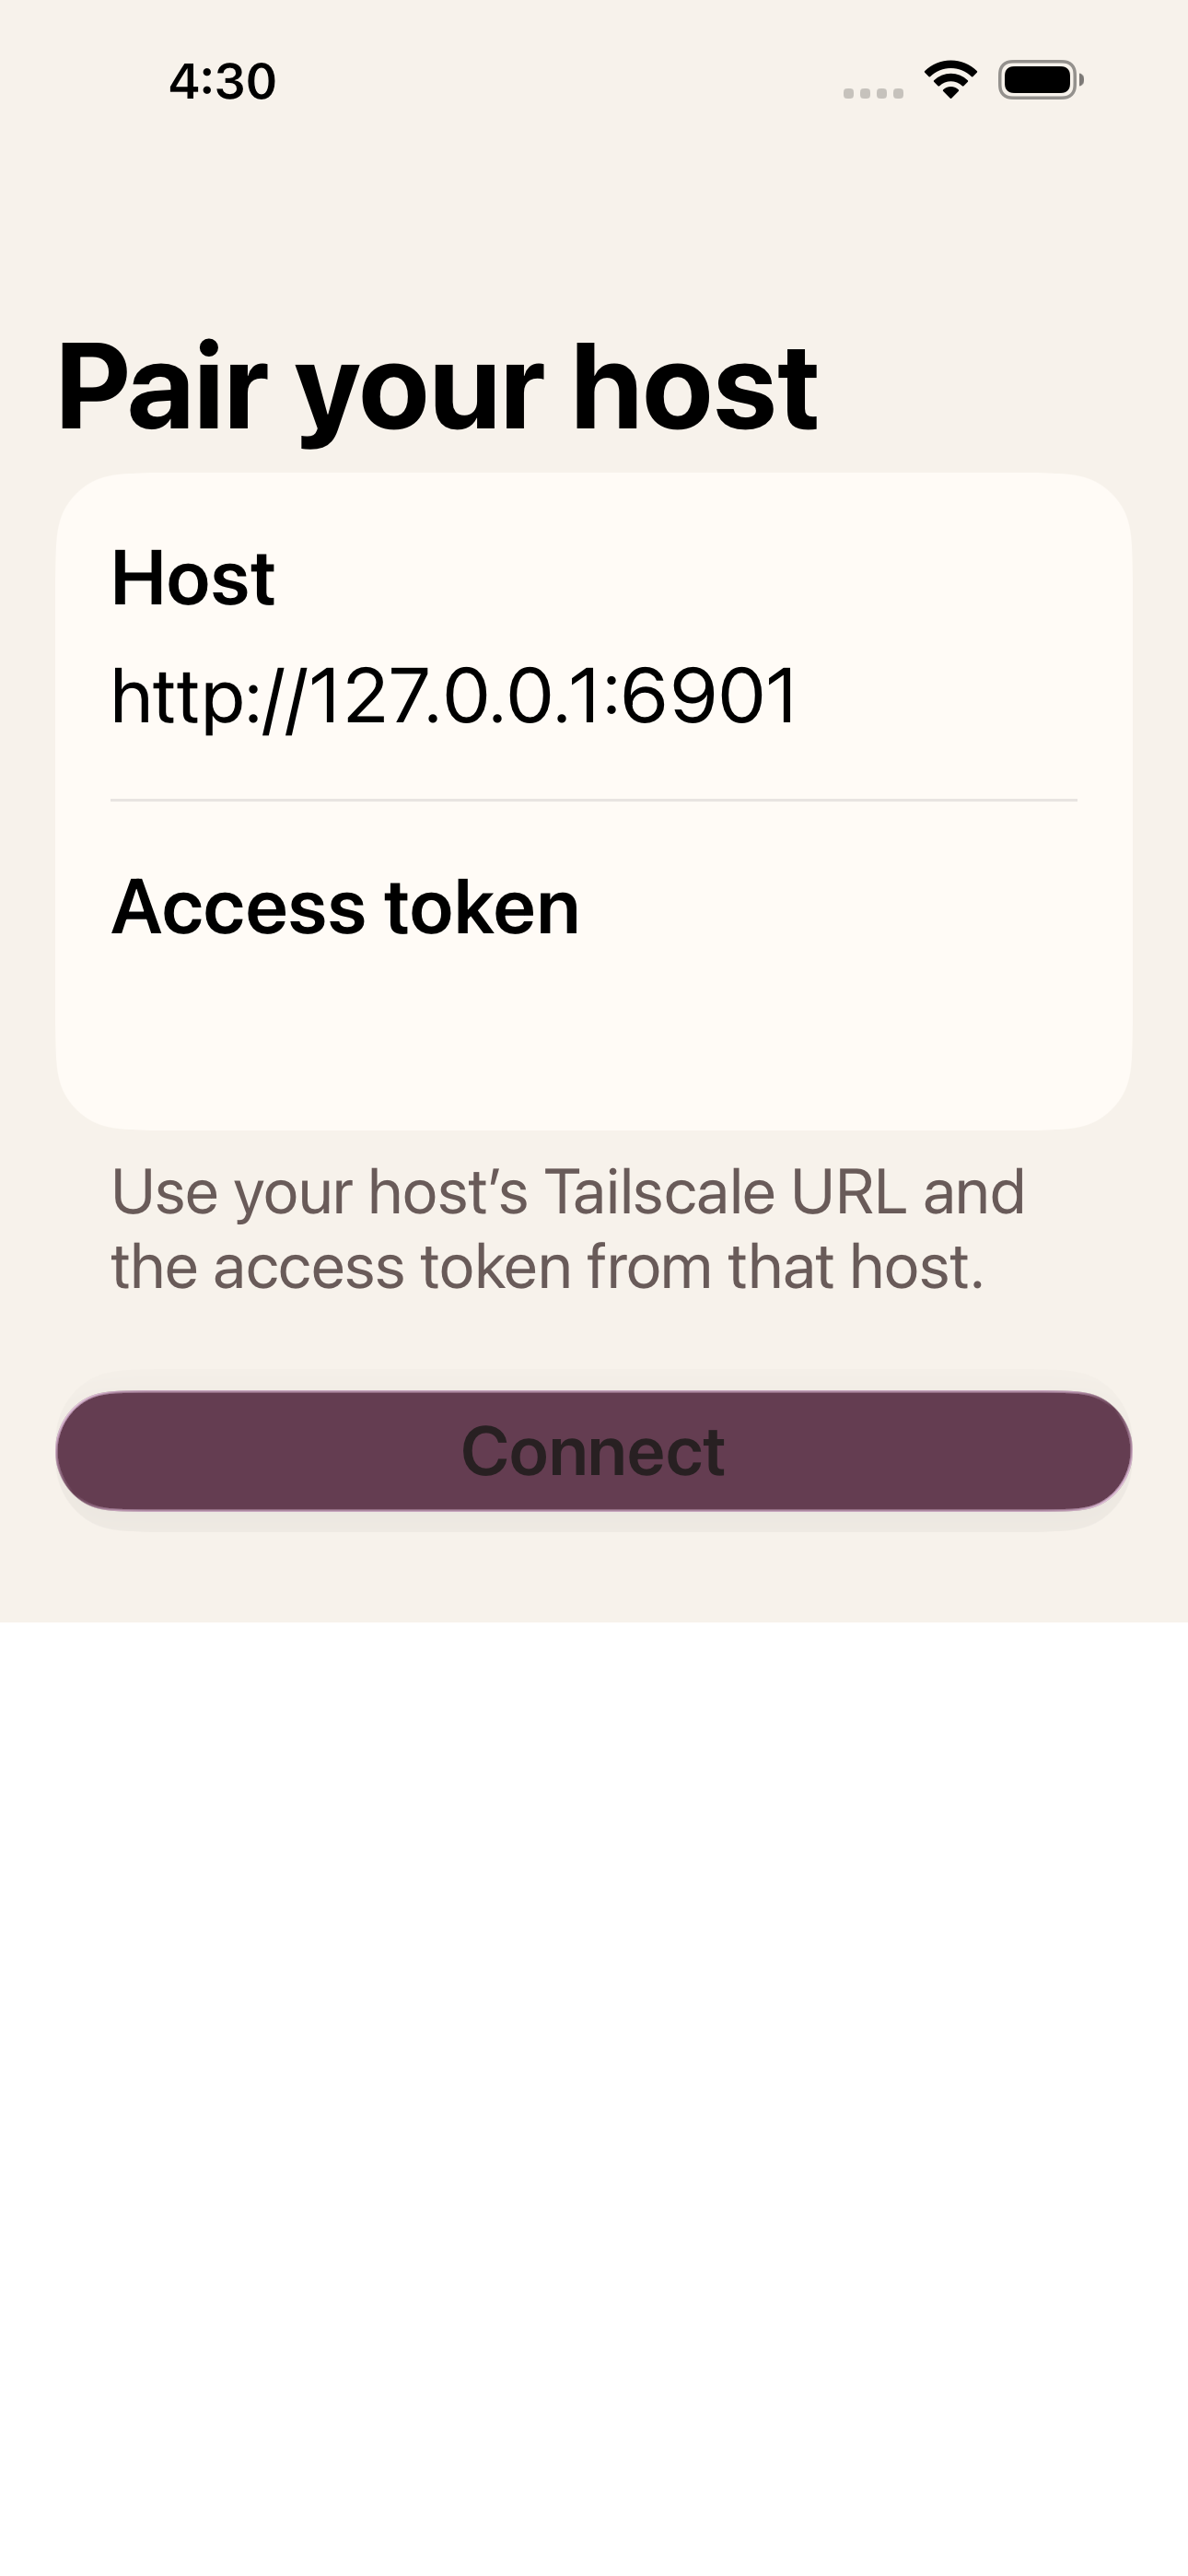 4:30
Pair your host
Host
http://127.0.0.1:6901
Access token
Use your host’s Tailscale URL and
the access token from that host.
Connect